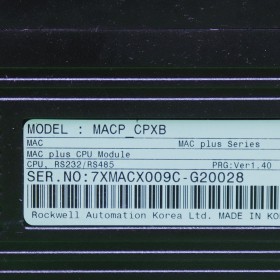 MODEL : MACP_CPXB
MAC MAC plus Series
MAC plus CPU Module
CPU, RS232/RS485 PRG:Ver1.40
SER.NO:7XMACX009C-G20028
Rockwell Automation Korea Ltd. MADE IN KO